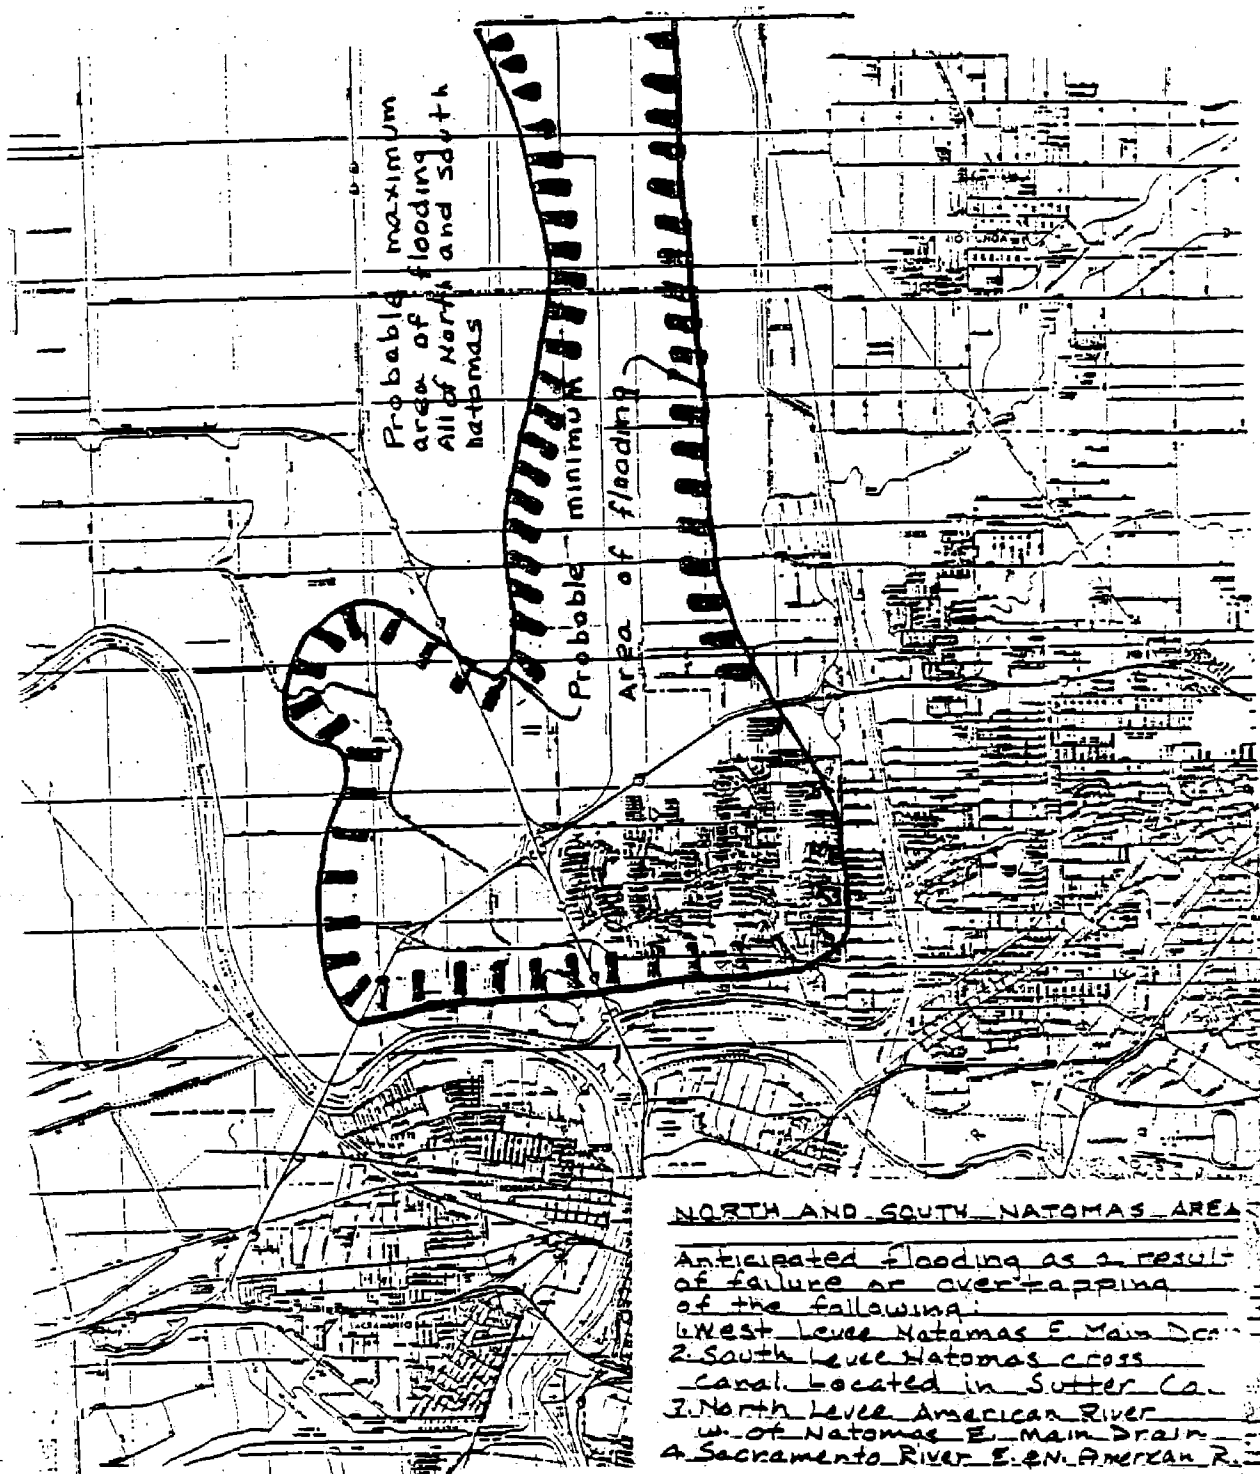 Probable maximum
area of flooding
All of North and south
natomas
Probable minimum
Area of flooding
NORTH AND SOUTH NATOMAS AREA
Anticipated flooding as a result
of failure or overtopping
of the following:
1. West Levee Natomas E. Main
2. South Levee Natomas cross
canal Located in Sutter Co.
3. North Levee American River
w. of Natomas E. Main Drain
4. Sacramento River E. & N. American R.